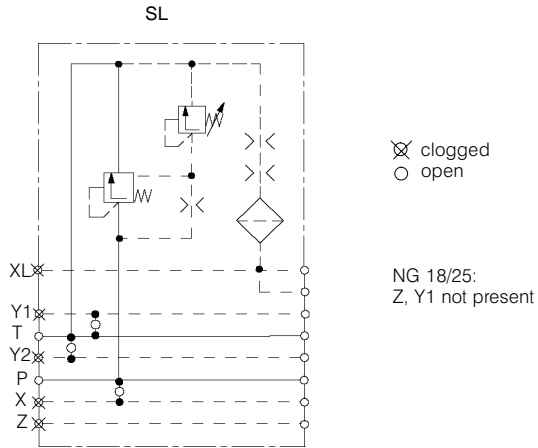 SL
clogged
open
NG 18/25:
Z, Y1 not present
XL
Y1
T
Y2
P
X
Z